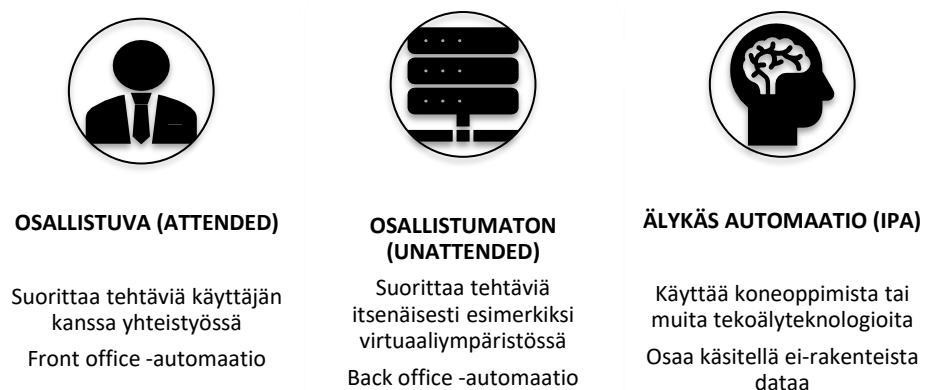 OSALLISTUVA (ATTENDED)
Suorittaa tehtäviä käyttäjän
kanssa yhteistyössä
Front office -automaatio
OSALLISTUMATON
(UNATTENDED)
Suorittaa tehtäviä
itsenäisesti esimerkiksi
virtuaaliympäristössä
Back office -automaatio
ÄLYKÄS AUTOMAATIO (IPA)
Käyttää koneoppimista tai
muita tekoälyteknologioita
Osaa käsitellä ei-rakenteista
dataa